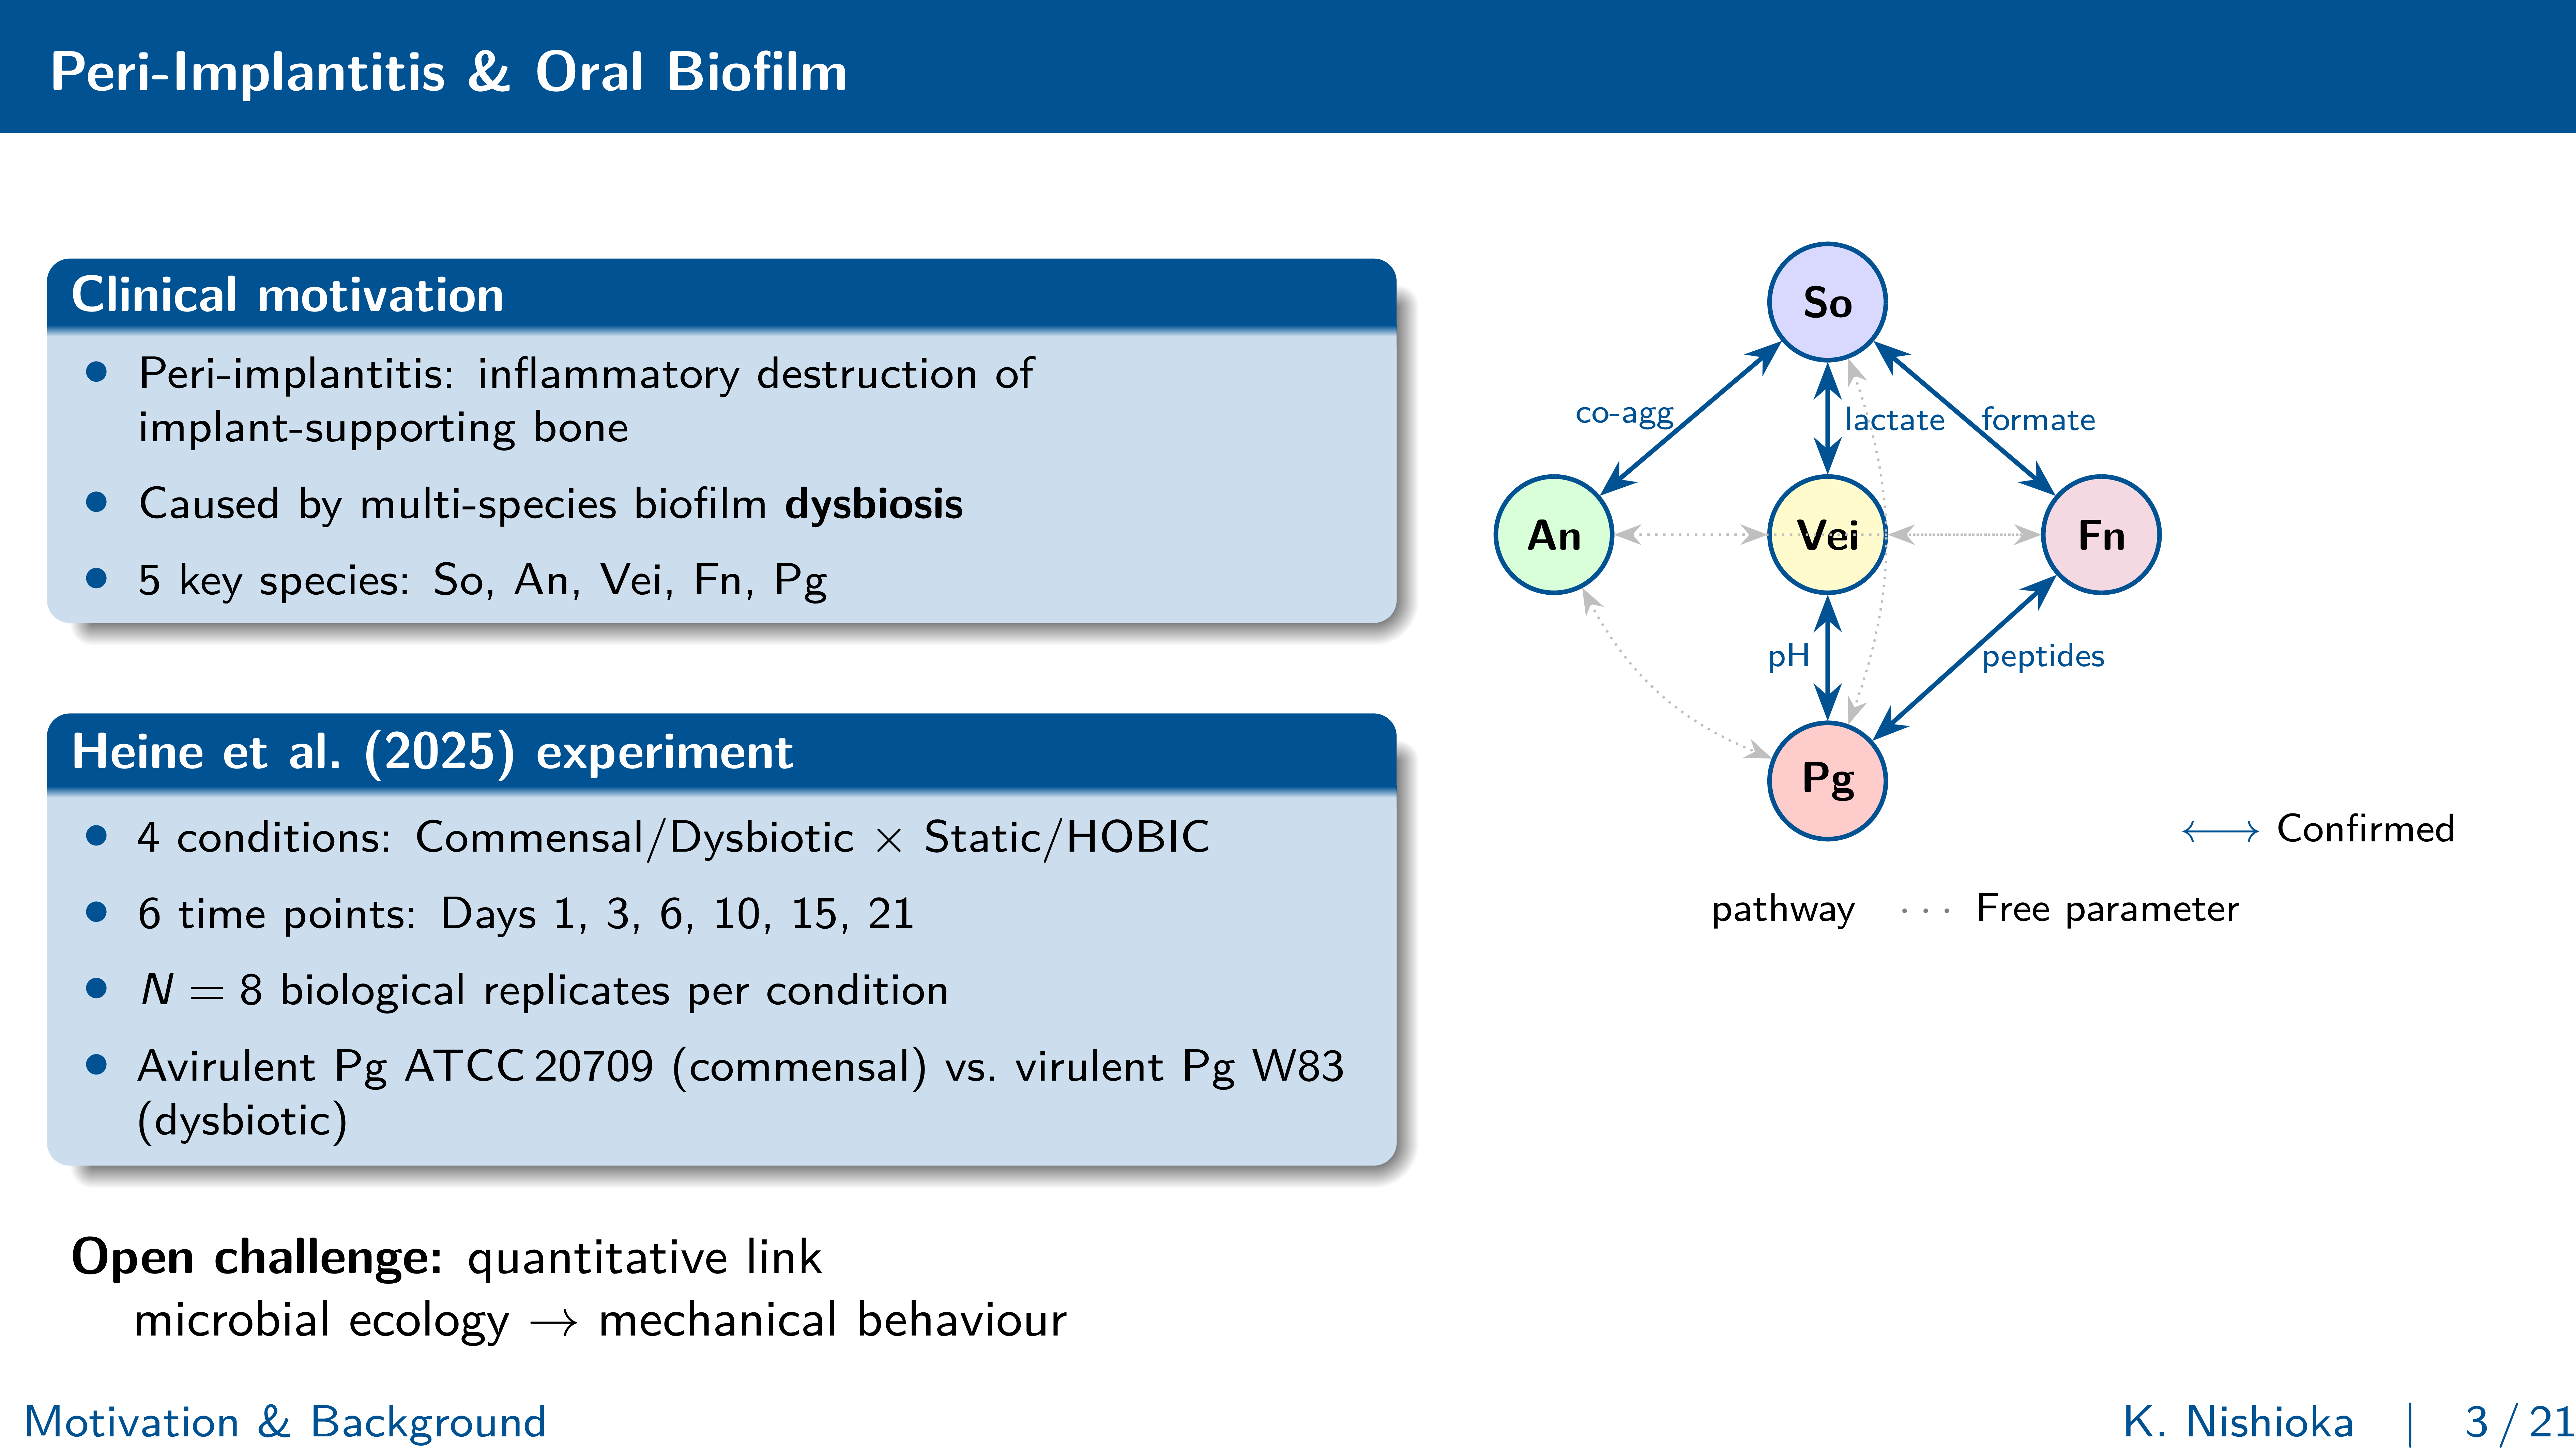 Peri-Implantitis & Oral Biofilm
Clinical motivation
● Peri-implantitis: inflammatory destruction of
implant-supporting bone
● Caused by multi-species biofilm dysbiosis
● 5 key species: So, An, Vei, Fn, Pg
Heine et al. (2025) experiment
● 4 conditions: Commensal/Dysbiotic × Static/HOBIC
● 6 time points: Days 1, 3, 6, 10, 15, 21
● N = 8 biological replicates per condition
● Avirulent Pg ATCC 20709 (commensal) vs. virulent Pg W83
(dysbiotic)
Open challenge: quantitative link
microbial ecology → mechanical behaviour
So
co-agg
lactate
formate
An
Vei
Fn
pH
peptides
Pg
⟷ Confirmed
pathway ··· Free parameter
Motivation & Background
K. Nishioka | 3 / 21